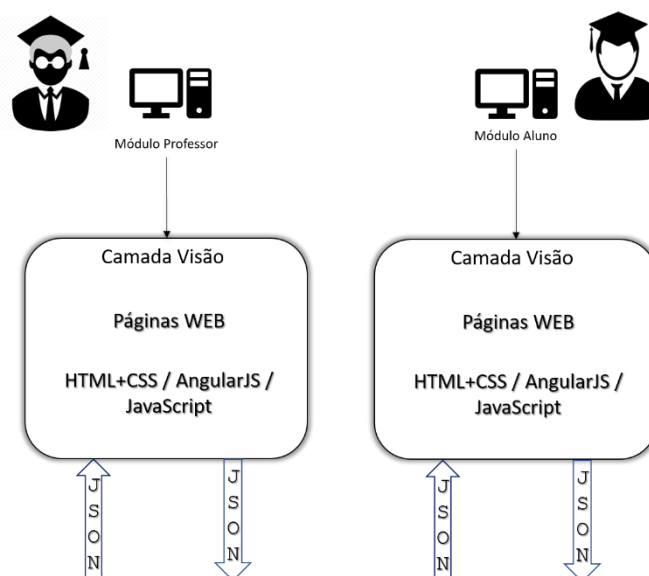 Módulo Professor
Módulo Aluno
Camada Visão
Páginas WEB
HTML+CSS / AngularJS /
JavaScript
Camada Visão
Páginas WEB
HTML+CSS / AngularJS /
JavaScript
JSON
JSON
JSON
JSON